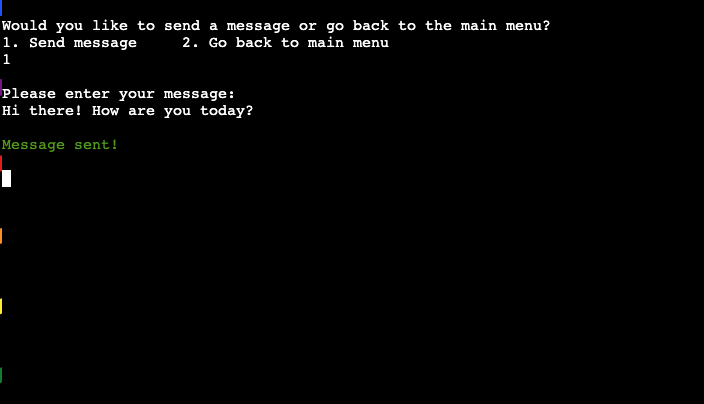 Would you like to send a message or go back to the main menu?
1. Send message     2. Go back to main menu
1
Please enter your message:
Hi there! How are you today?
Message sent!